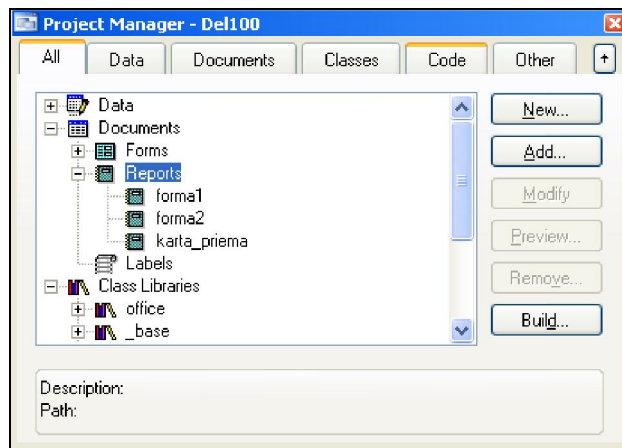 Project Manager - Del100
All Data Documents Classes Code Other
Data
Documents
Forms
Reports
forma1
forma2
karta_priema
Labels
Class Libraries
office
_base
New...
Add...
Modify
Preview...
Remove...
Build...
Description:
Path: